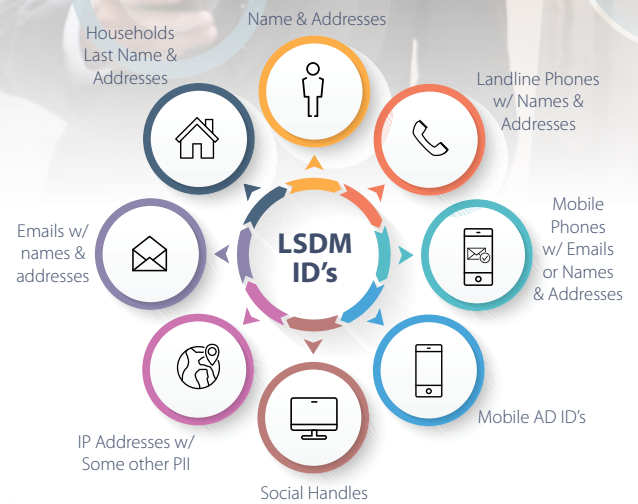 Name & Addresses
Households
Last Name &
Addresses
Landline Phones
w/ Names &
Addresses
Mobile
Phones
w/ Emails
or Names
& Addresses
Emails w/
names &
addresses
LSDM
ID's
Mobile AD ID's
IP Addresses w/
Some other PII
Social Handles